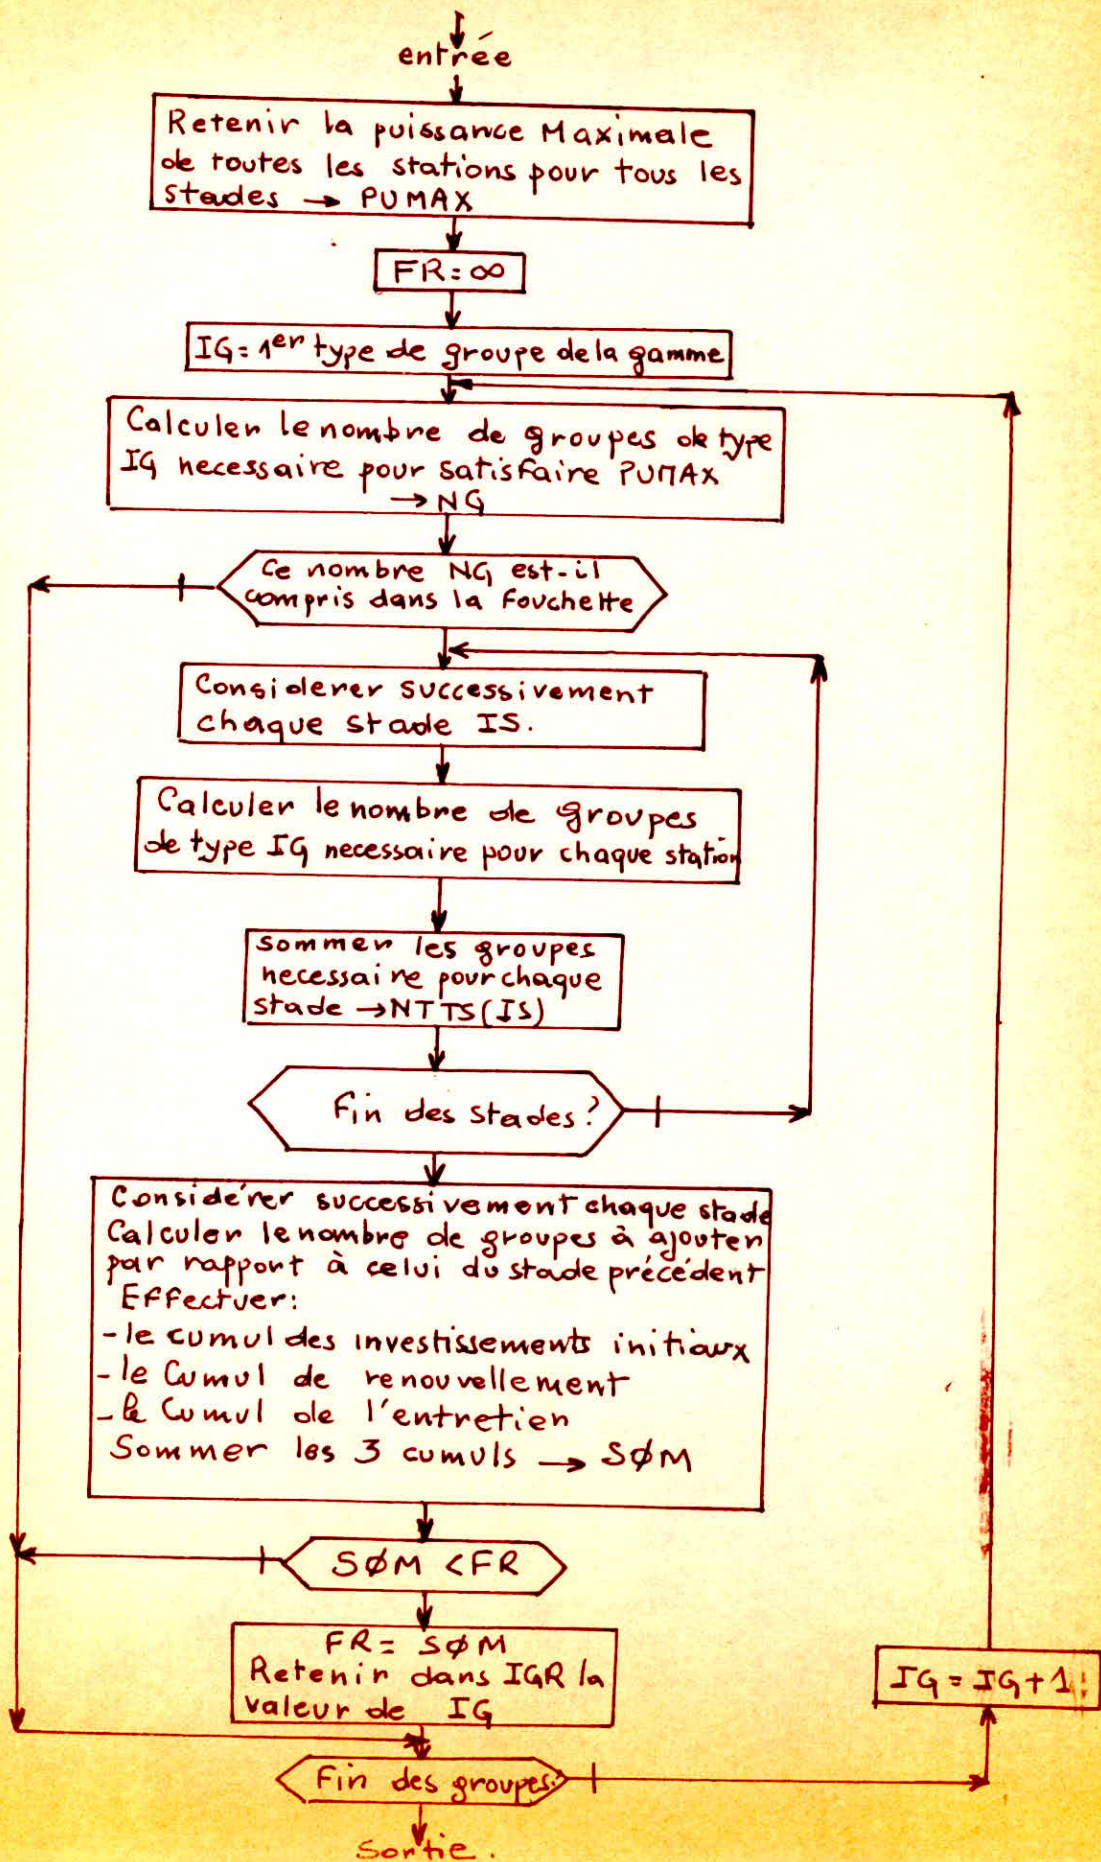 entrée
Retenir la puissance Maximale
de toutes les stations pour tous les
stades → PUMAX
FR = ∞
IG = 1er type de groupe de la gamme
Calculer le nombre de groupes de type
IG necessaire pour satisfaire PUMAX
→ NG
Ce nombre NG est-il
compris dans la Fouchette
Considerer successivement
chaque stade IS.
Calculer le nombre de groupes
de type IG necessaire pour chaque station
Sommer les groupes
necessaire pour chaque
stade → NTTS(IS)
Fin des stades ?
Considérer successivement chaque stade
Calculer le nombre de groupes à ajouter
par rapport à celui du stade précédent
Effectuer:
- le cumul des investissements initiaux
- le Cumul de renouvellement
- le Cumul de l'entretien
Sommer les 3 cumuls → SØM
SØM < FR
FR = SØM
Retenir dans IGR la
valeur de IG
IG = IG + 1
Fin des groupes?
Sortie.